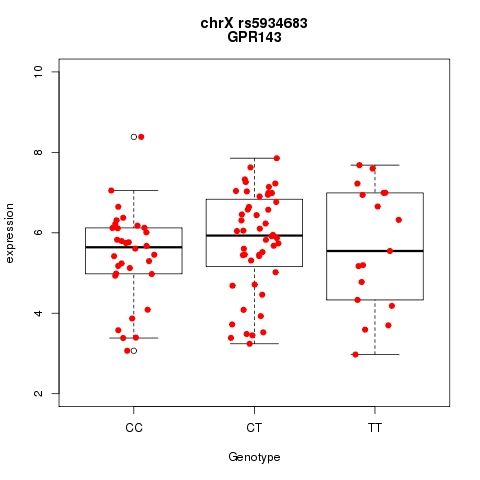 chrX rs5934683
GPR143
10
8
6
4
2
expression
CC
CT
TT
Genotype